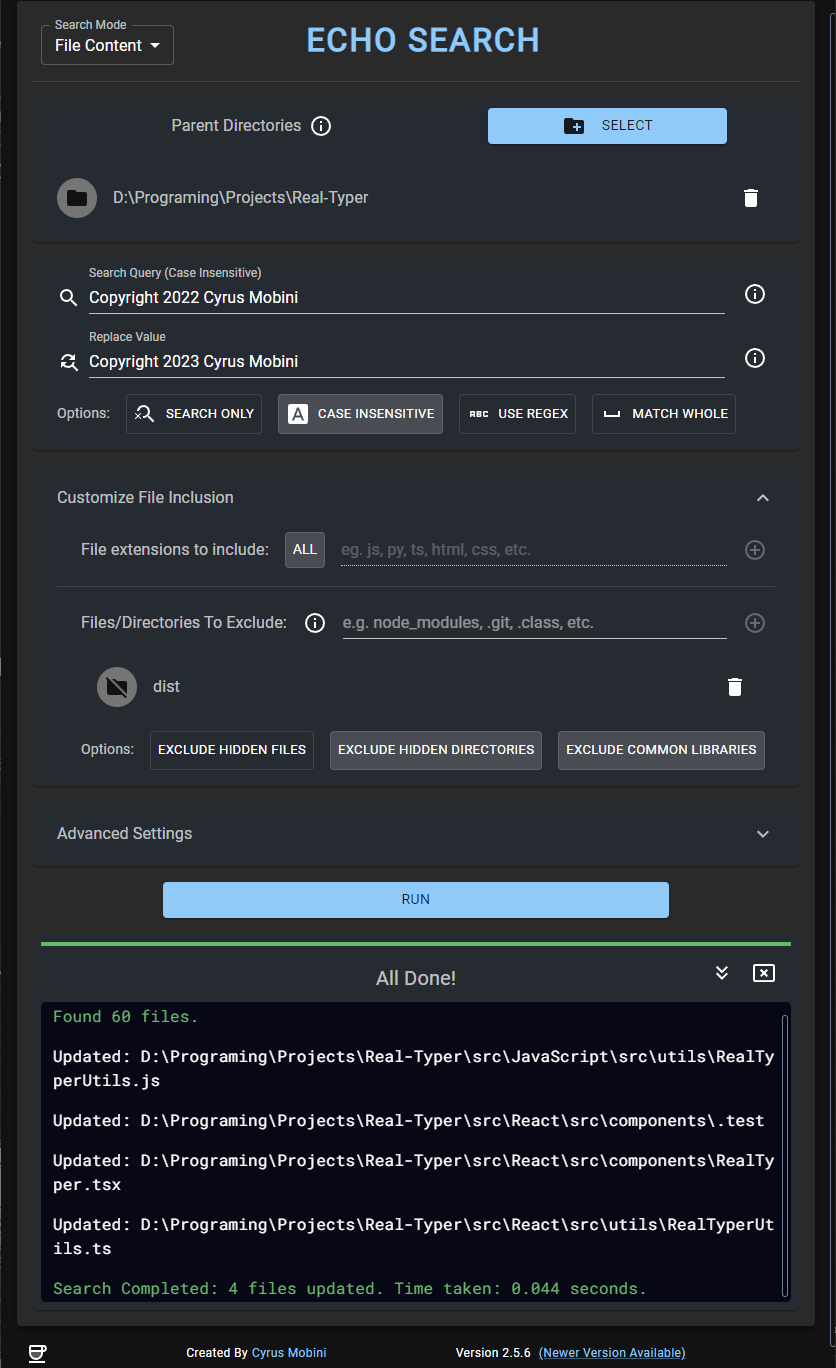 Search Mode
File Content
ECHO SEARCH
Parent Directories
SELECT
D:\Programing\Projects\Real-Typer
Search Query (Case Insensitive)
Copyright 2022 Cyrus Mobini
Replace Value
Copyright 2023 Cyrus Mobini
Options: SEARCH ONLY A CASE INSENSITIVE ABC USE REGEX MATCH WHOLE
Customize File Inclusion
File extensions to include: ALL eg. js, py, ts, html, css, etc.
Files/Directories To Exclude: e.g. node_modules, .git, .class, etc.
dist
Options: EXCLUDE HIDDEN FILES EXCLUDE HIDDEN DIRECTORIES EXCLUDE COMMON LIBRARIES
Advanced Settings
RUN
All Done!
Found 60 files.
Updated: D:\Programing\Projects\Real-Typer\src\JavaScript\src\utils\RealTy
perUtils.js
Updated: D:\Programing\Projects\Real-Typer\src\React\src\components\.test
Updated: D:\Programing\Projects\Real-Typer\src\React\src\components\RealTy
per.tsx
Updated: D:\Programing\Projects\Real-Typer\src\React\src\utils\RealTyperUt
ils.ts
Search Completed: 4 files updated. Time taken: 0.044 seconds.
Created By Cyrus Mobini Version 2.5.6 (Newer Version Available)